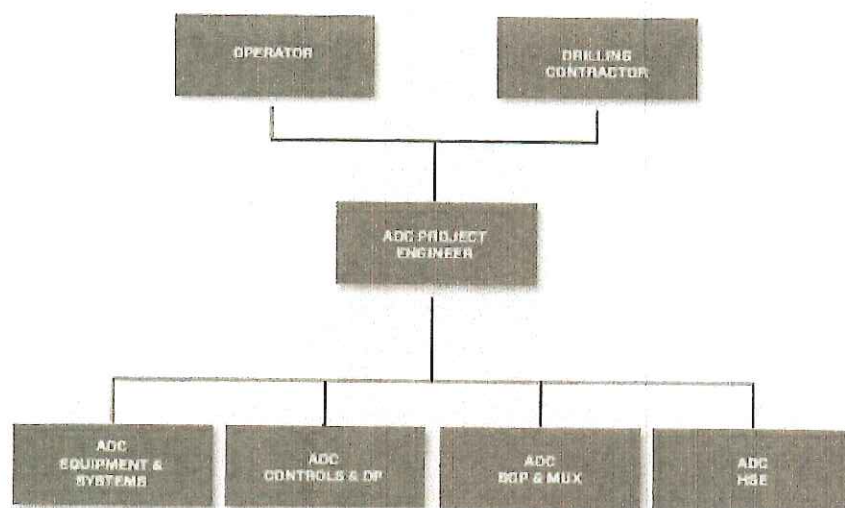 OPERATOR
DRILLING
CONTRACTOR
ADC PROJECT
ENGINEER
ADC
EQUIPMENT &
SYSTEMS
ADC
CONTROLS & DP
ADC
BOP & MUX
ADC
HSE